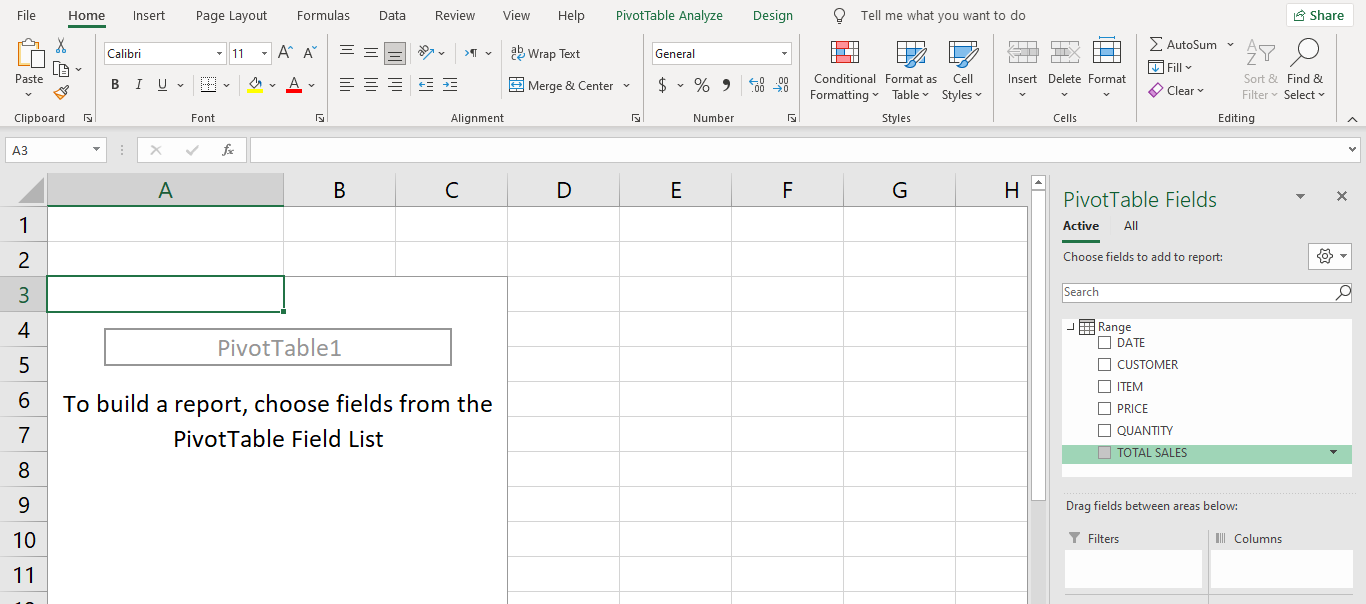 File Home Insert Page Layout Formulas Data Review View Help PivotTable Analyze Design Tell me what you want to do Share
Paste
Clipboard
Calibri 11
B I U A
Font
Wrap Text
Merge & Center
Alignment
General
$ % 9 .00
Number
Conditional Formatting
Format as Table
Cell Styles
Styles
Insert Delete Format
Cells
AutoSum
Fill
Clear
Sort & Filter
Find & Select
Editing
A3 fx
A B C D E F G H
1
2
3
4
5
6
7
8
9
10
11
PivotTable1
To build a report, choose fields from the
PivotTable Field List
PivotTable Fields
Active All
Choose fields to add to report:
Search
Range
DATE
CUSTOMER
ITEM
PRICE
QUANTITY
TOTAL SALES
Drag fields between areas below:
Filters Columns